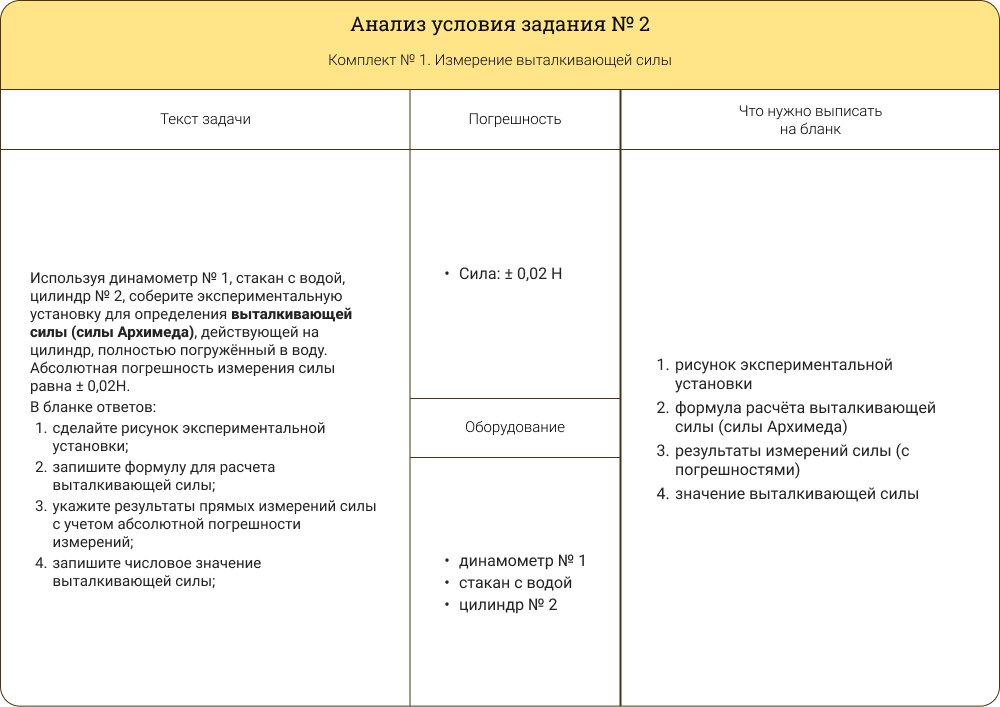 Анализ условия задания № 2
Комплект № 1. Измерение выталкивающей силы
Текст задачи
Погрешность
Что нужно выписать
на бланк
Используя динамометр № 1, стакан с водой,
цилиндр № 2, соберите экспериментальную
установку для определения выталкивающей
силы (силы Архимеда), действующей на
цилиндр, полностью погружённый в воду.
Абсолютная погрешность измерения силы
равна ± 0,02Н.
В бланке ответов:
1. сделайте рисунок экспериментальной
установки;
2. запишите формулу для расчета
выталкивающей силы;
3. укажите результаты прямых измерений силы
с учетом абсолютной погрешности
измерений;
4. запишите числовое значение
выталкивающей силы;
• Сила: ± 0,02 Н
Оборудование
• динамометр № 1
• стакан с водой
• цилиндр № 2
1. рисунок экспериментальной
установки
2. формула расчёта выталкивающей
силы (силы Архимеда)
3. результаты измерений силы (с
погрешностями)
4. значение выталкивающей силы